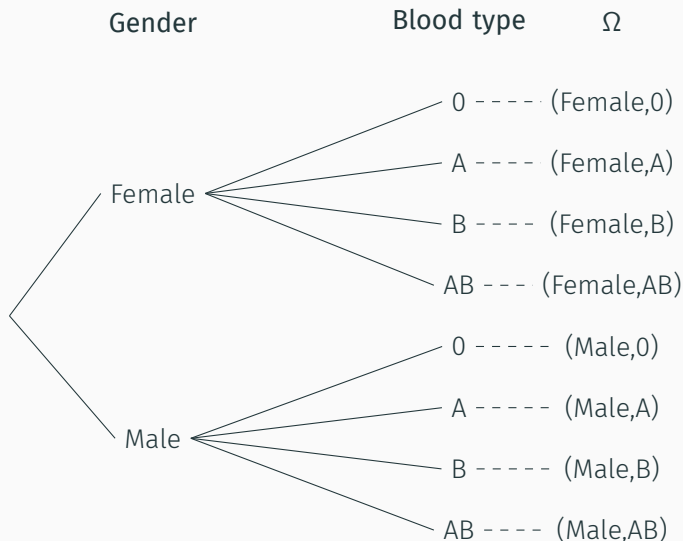 Gender Blood type Ω
0 (Female,0)
A (Female,A)
Female
B (Female,B)
AB (Female,AB)
0 (Male,0)
A (Male,A)
Male
B (Male,B)
AB (Male,AB)